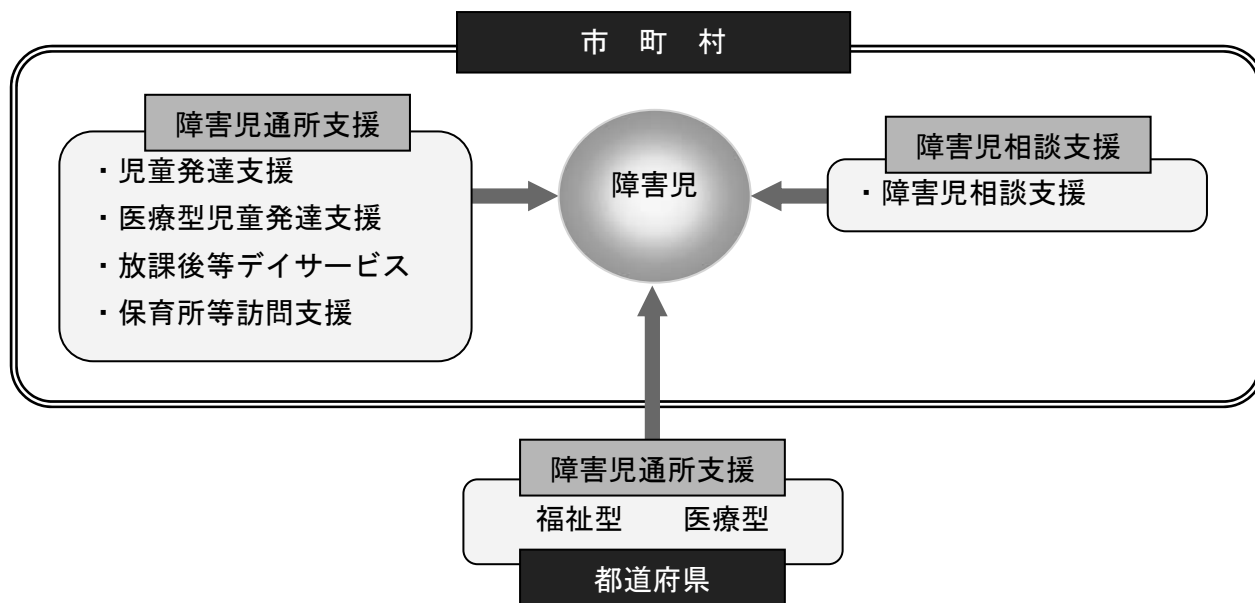 市　町　村
障害児通所支援
・児童発達支援
・医療型児童発達支援
・放課後等デイサービス
・保育所等訪問支援
障害児
障害児相談支援
・障害児相談支援
障害児通所支援
福祉型　　医療型
都道府県